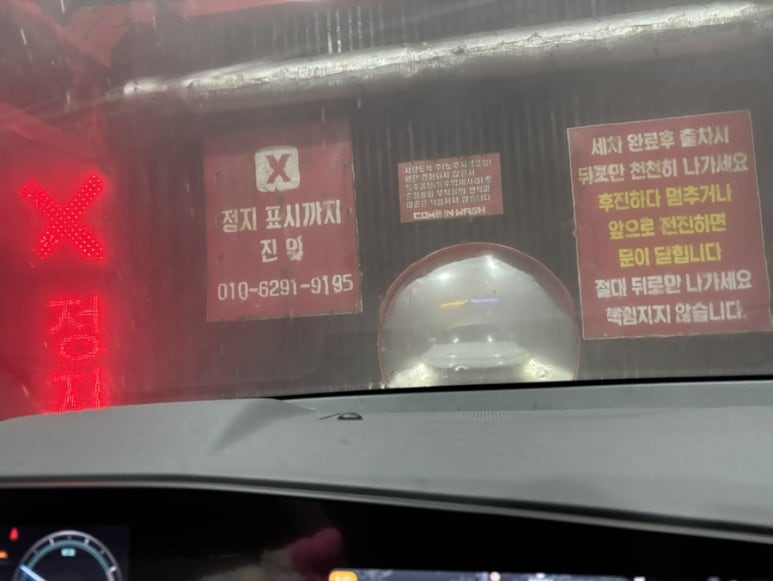 X
정지
X
정지 표시까지
진 입
010-6291-9195
COME IN WASH
세차 완료후 출차시
뒤로만 천천히 나가세요
후진하다 멈추거나
앞으로 전진하면
문이 닫힙니다
절대 뒤로만 나가세요
책임지지 않습니다.